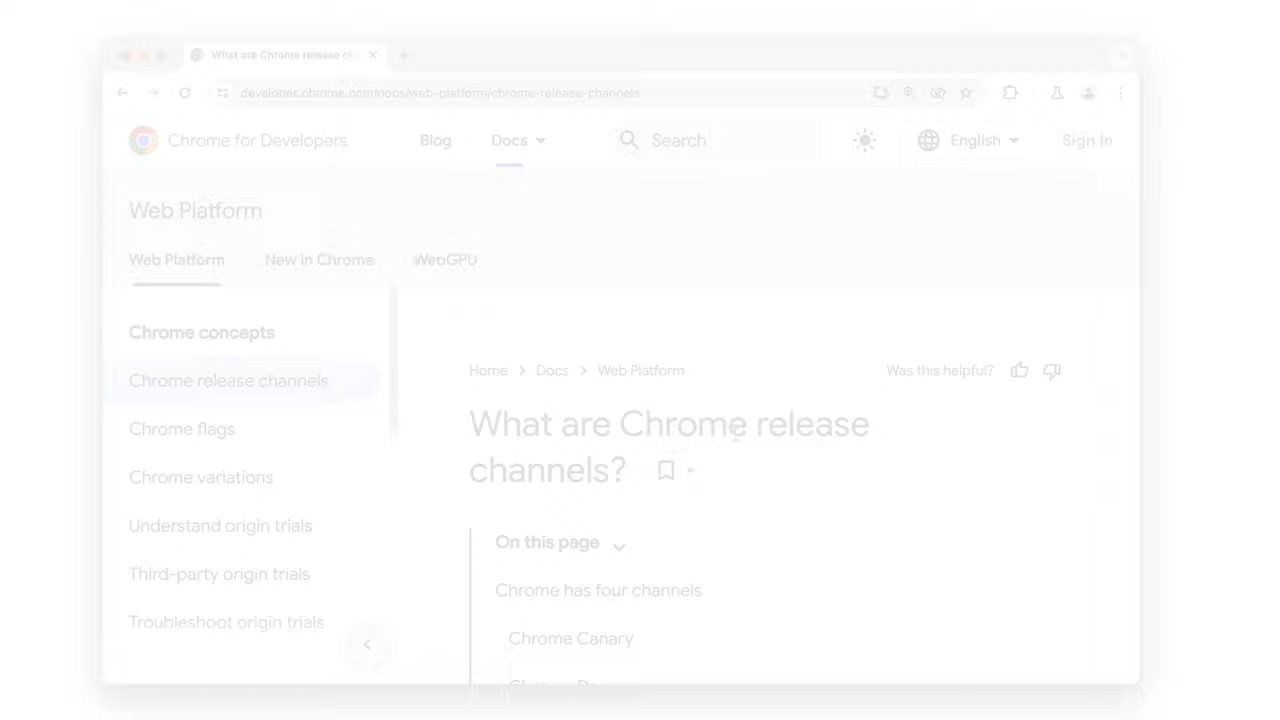 What are Chrome release ch
developer.chrome.com/docs/web-platform/chrome-release-channels
Chrome for Developers
Blog
Docs
Search
English
Sign In
Web Platform
Web Platform
New in Chrome
WebGPU
Chrome concepts
Chrome release channels
Chrome flags
Chrome variations
Understand origin trials
Third-party origin trials
Troubleshoot origin trials
Home > Docs > Web Platform
Was this helpful?
What are Chrome release
channels?
On this page
Chrome has four channels
Chrome Canary